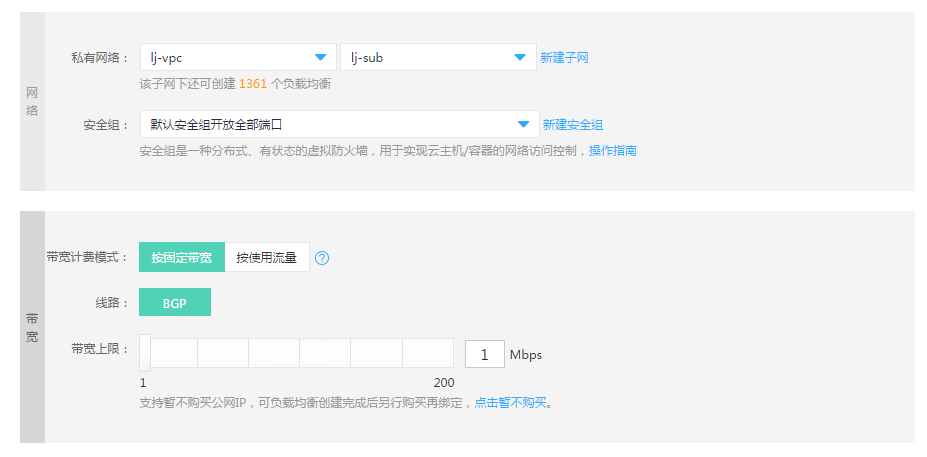 网络
私有网络： lj-vpc lj-sub 新建子网
该子网下还可创建 1361 个负载均衡
安全组： 默认安全组开放全部端口 新建安全组
安全组是一种分布式、有状态的虚拟防火墙，用于实现云主机/容器的网络访问控制，操作指南
带宽
带宽计费模式： 按固定带宽 按使用流量 ?
线路： BGP
带宽上限： 1 Mbps
1 200
支持暂不购买公网IP，可负载均衡创建完成后另行购买再绑定，点击暂不购买。